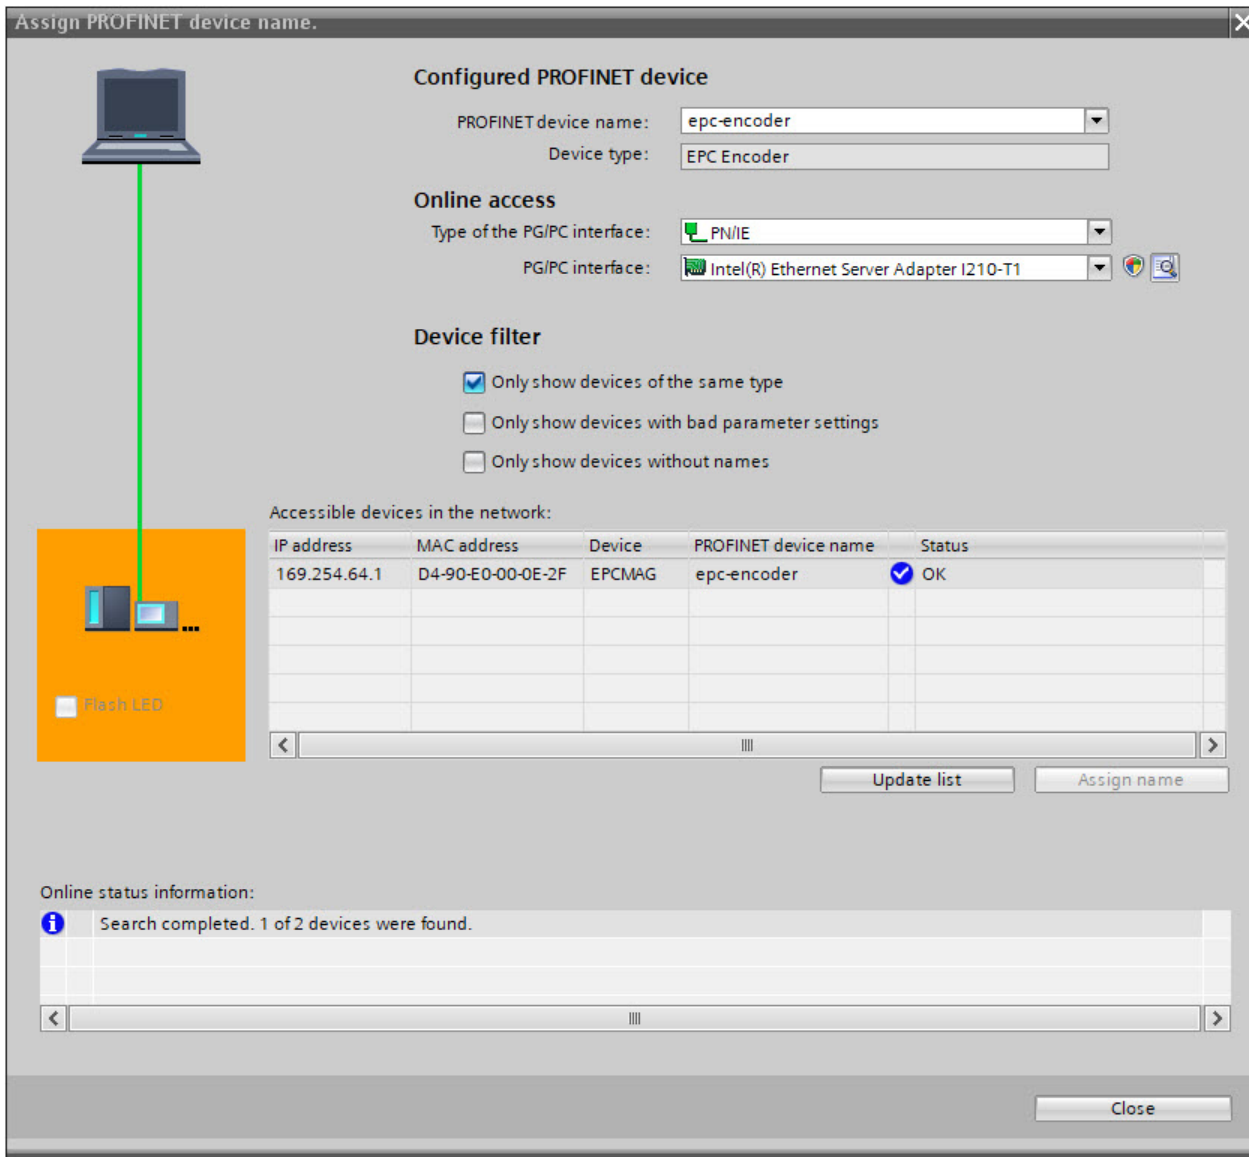 Assign PROFINET device name.
Configured PROFINET device
PROFINET device name: epc-encoder
Device type: EPC Encoder
Online access
Type of the PG/PC interface: PN/IE
PG/PC interface: Intel(R) Ethernet Server Adapter I210-T1
Device filter
Only show devices of the same type
Only show devices with bad parameter settings
Only show devices without names
Accessible devices in the network:
IP address MAC address Device PROFINET device name Status
169.254.64.1 D4-90-E0-00-0E-2F EPCMAG epc-encoder OK
Flash LED
Update list Assign name
Online status information:
Search completed. 1 of 2 devices were found.
Close